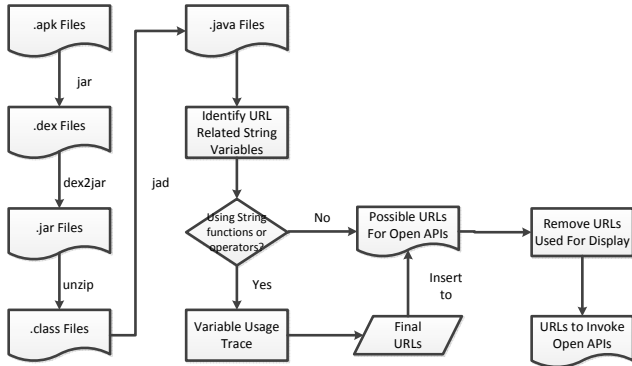 .apk Files
jar
.dex Files
dex2jar
.jar Files
unzip
.class Files
jad
.java Files
Identify URL
Related String
Variables
Using String
functions or
operators?
No
Yes
Variable Usage
Trace
Final
URLs
Insert
to
Possible URLs
For Open APIs
Remove URLs
Used For Display
URLs to Invoke
Open APIs